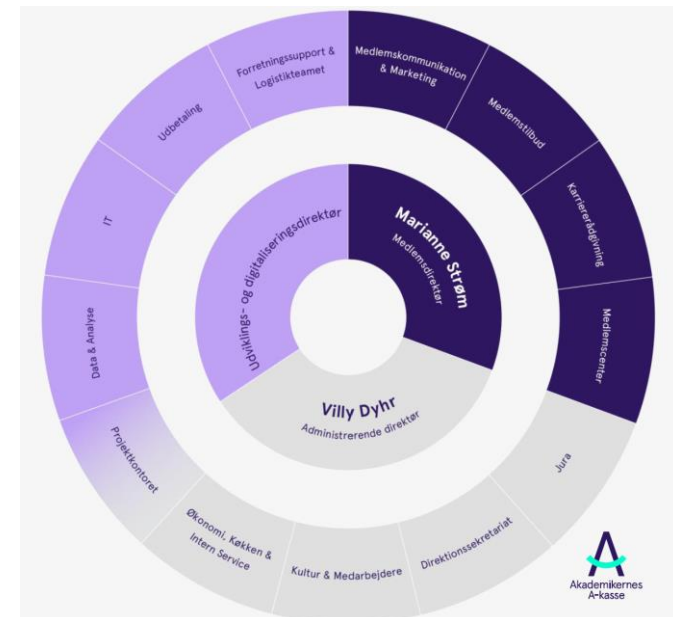 Forretningssupport &
Logistikteamet
Medlemskommunikation
& Marketing
Medlemstilbud
Karriererådgivning
Medlemscenter
Jura
Direktionssekretariat
Kultur & Medarbejdere
Økonomi, Køkken &
Intern Service
Projektkontoret
Data & Analyse
IT
Udbetaling
Udviklings- og digitaliseringsdirektør
Marianne Strøm
Medlemsdirektør
Villy Dyhr
Administrerende direktør
Akademikernes
A-kasse